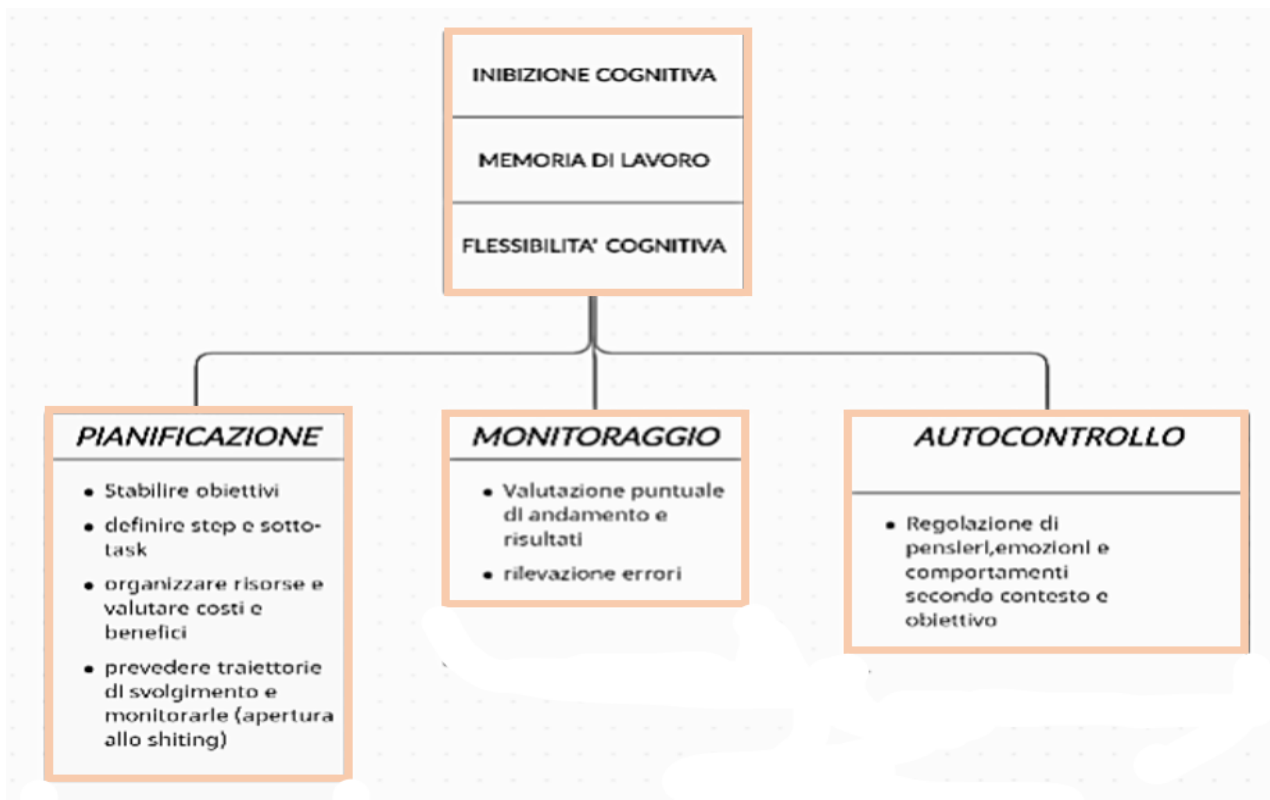 INIBIZIONE COGNITIVA
MEMORIA DI LAVORO
FLESSIBILITA' COGNITIVA
PIANIFICAZIONE
• Stabilire obiettivi
• definire step e sotto-
task
• organizzare risorse e
valutare costi e
benefici
• prevedere traiettorie
di svolgimento e
monitorarle (apertura
allo shiting)
MONITORAGGIO
• Valutazione puntuale
di andamento e
risultati
• rilevazione errori
AUTOCONTROLLO
• Regolazione di
pensieri,emozioni e
comportamenti
secondo contesto e
obiettivo